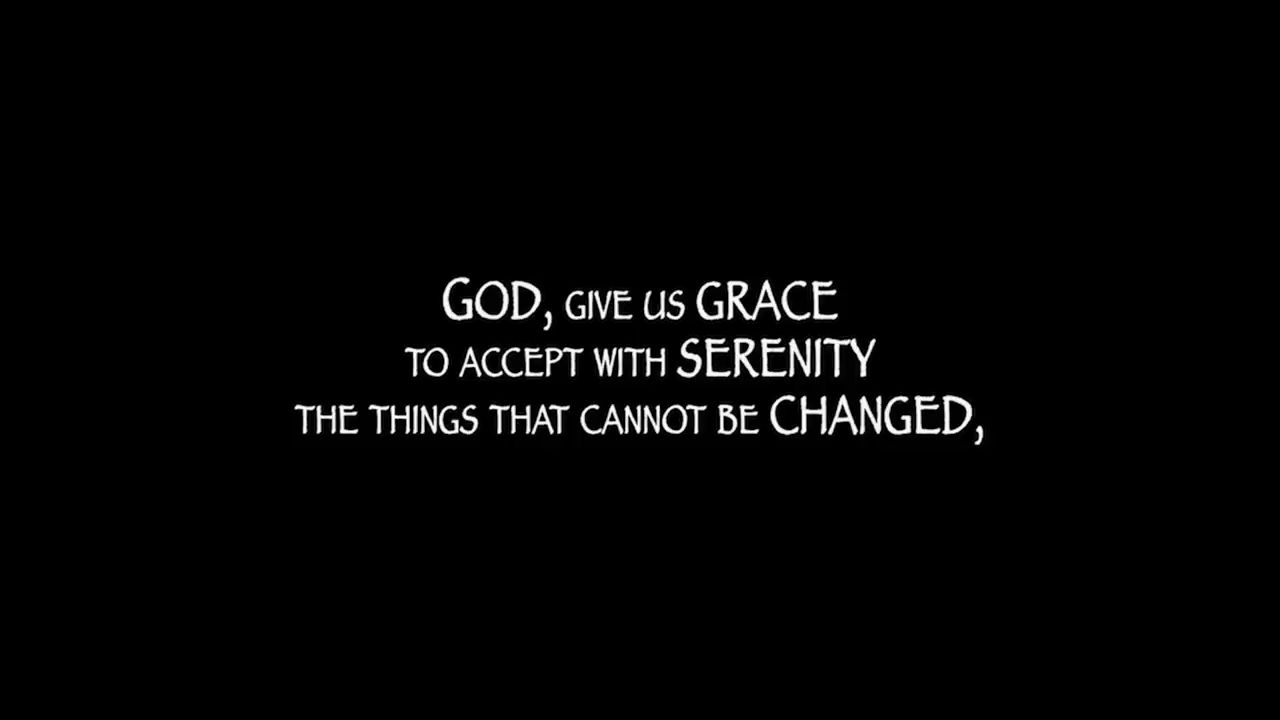 GOD, GIVE US GRACE
TO ACCEPT WITH SERENITY
THE THINGS THAT CANNOT BE CHANGED,